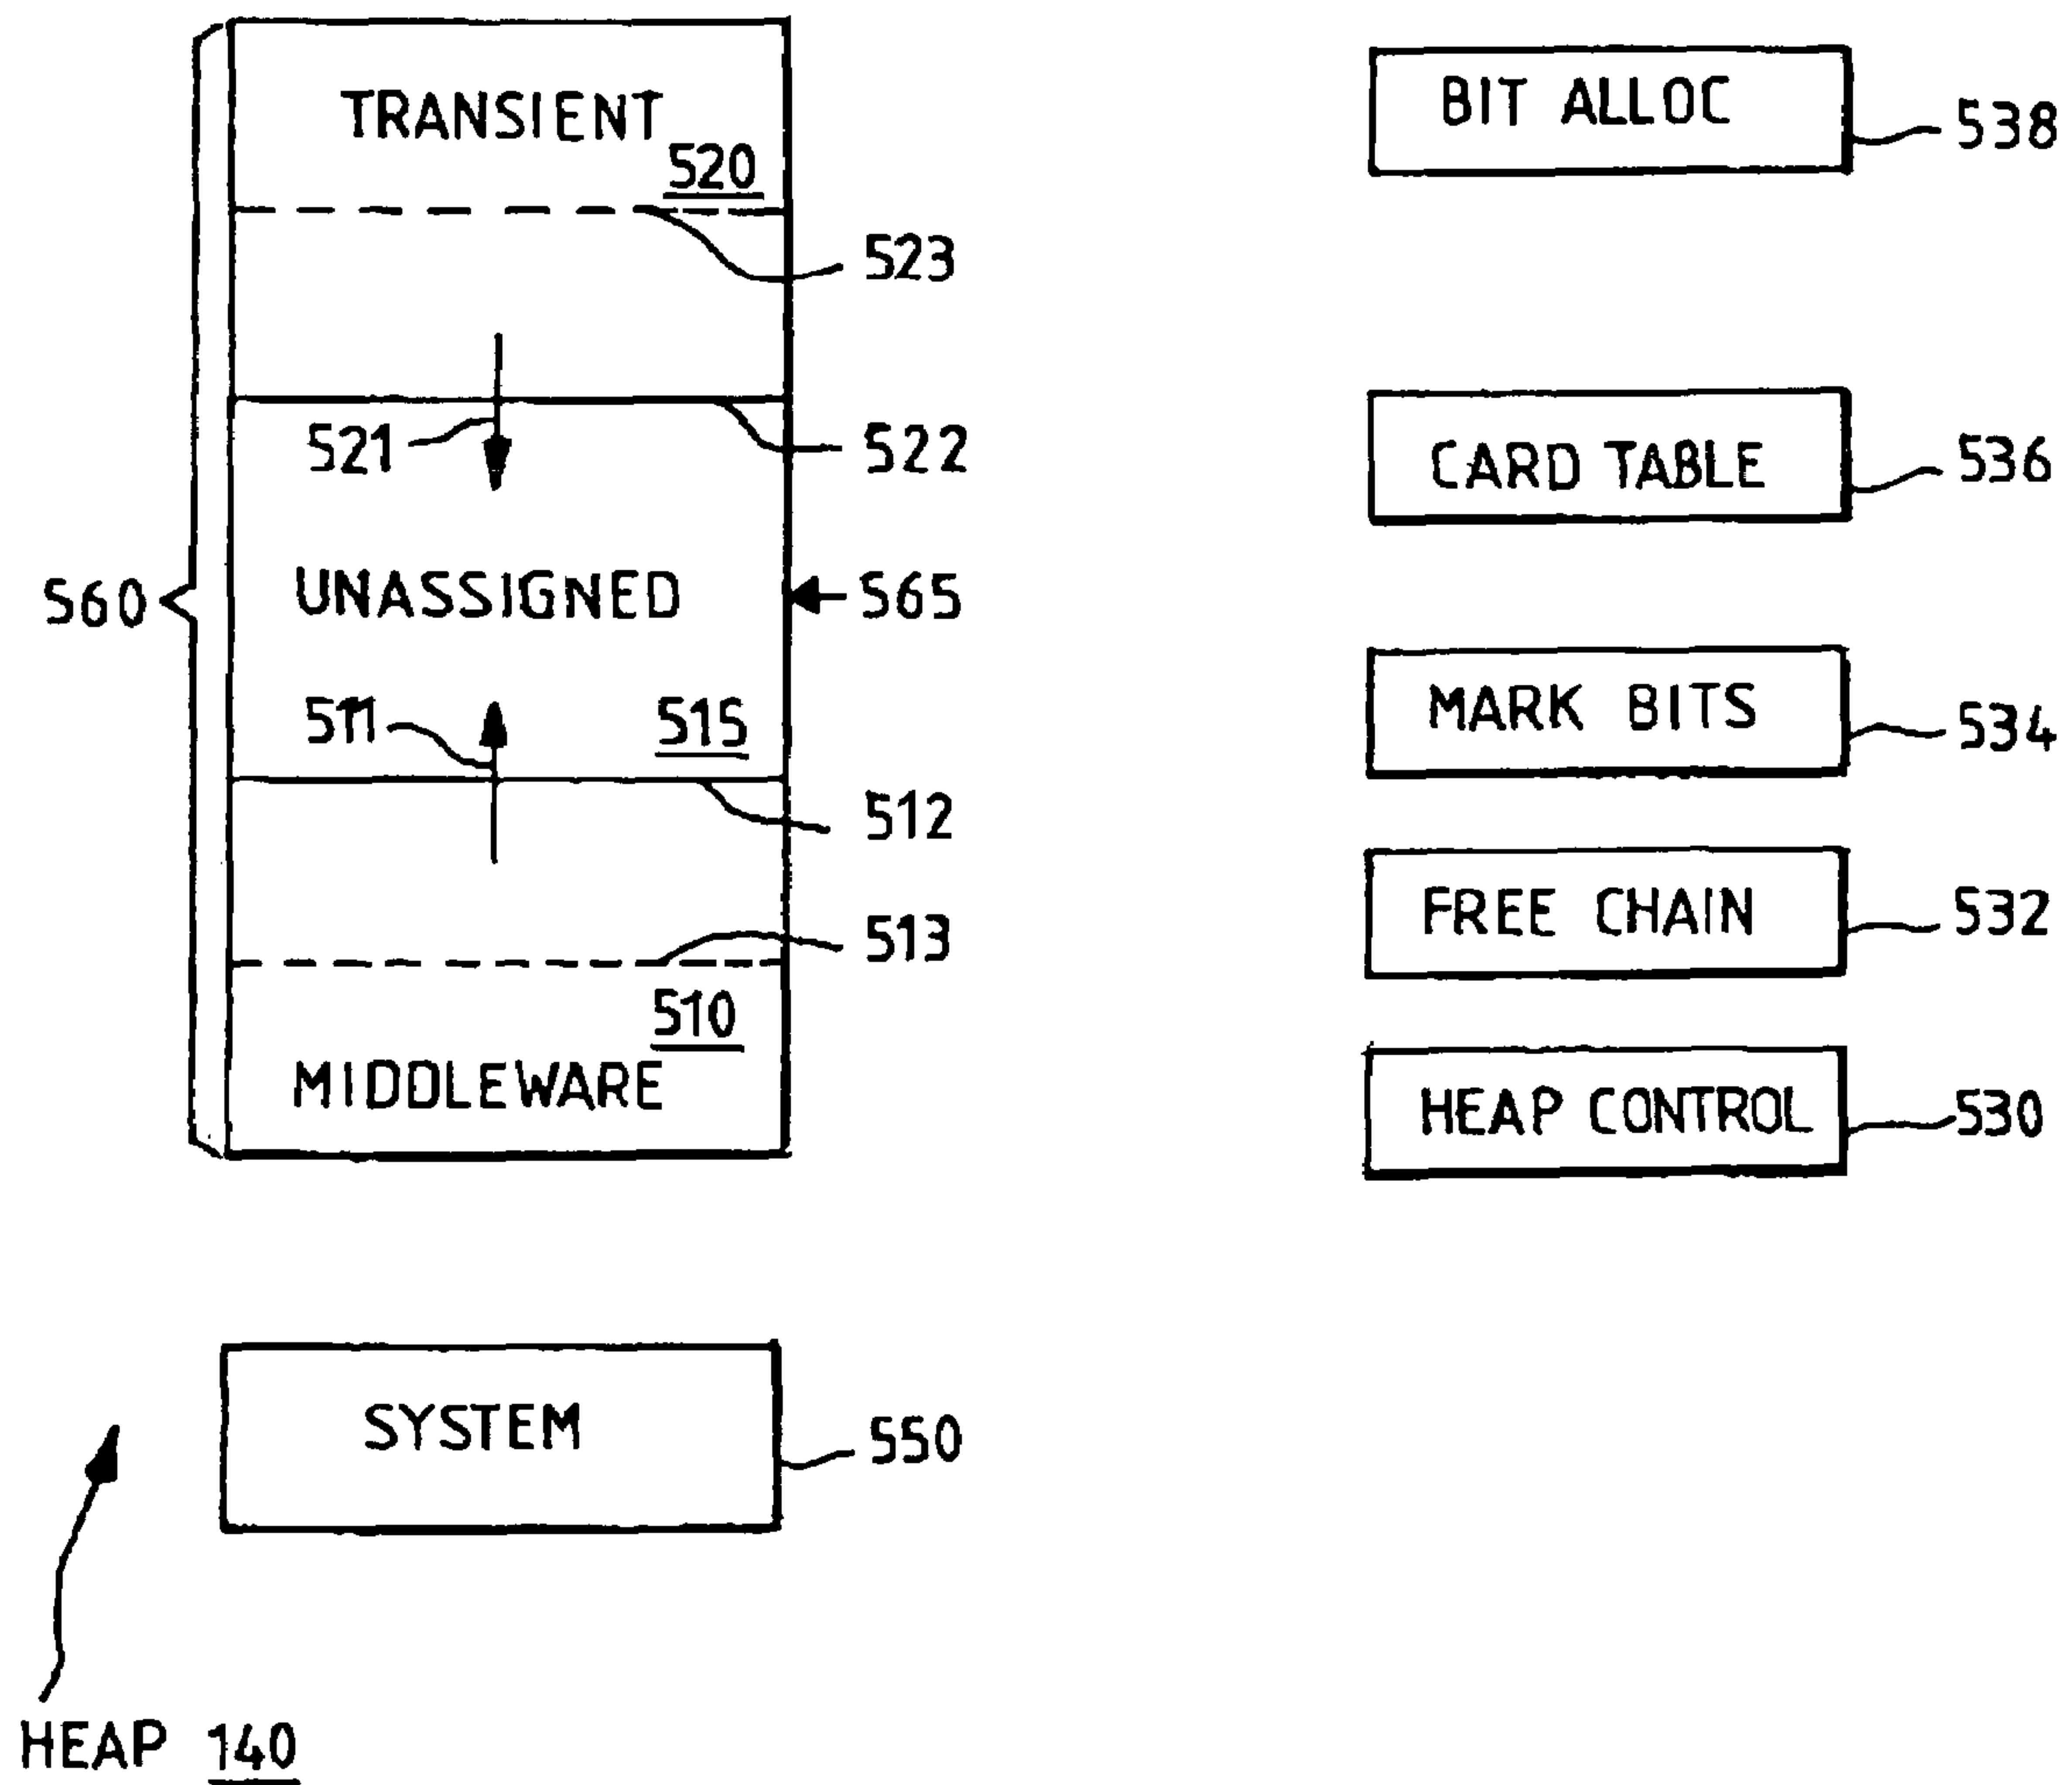 TRANSIENT
520
523
521
522
560
UNASSIGNED
565
511
515
512
513
510
MIDDLEWARE
SYSTEM
550
HEAP 140
BIT ALLOC
538
CARD TABLE
536
MARK BITS
534
FREE CHAIN
532
HEAP CONTROL
530